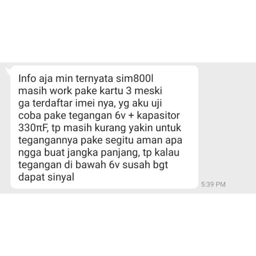 Info aja min ternyata sim800l
masih work pake kartu 3 meski
ga terdaftar imei nya, yg aku uji
coba pake tegangan 6v + kapasitor
330πF, tp masih kurang yakin untuk
tegangannya pake segitu aman apa
ngga buat jangka panjang, tp kalau
tegangan di bawah 6v susah bgt
dapat sinyal
5:39 PM